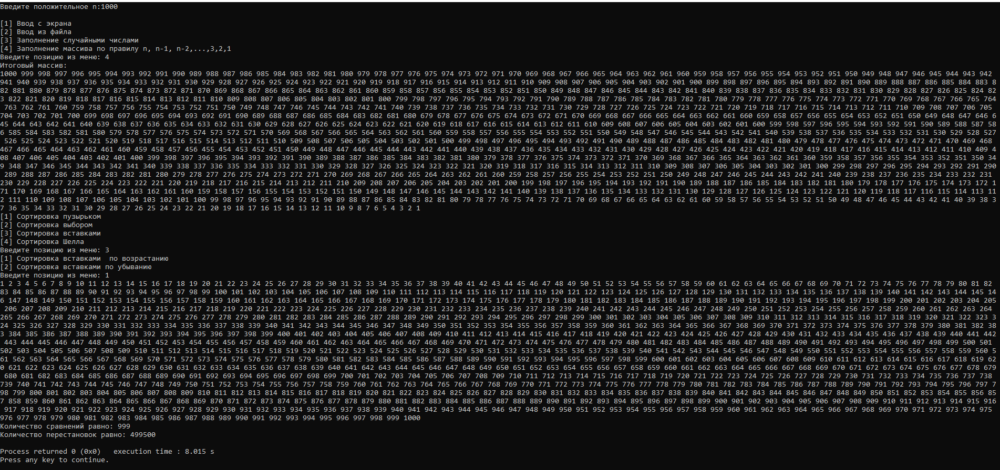 Введите положительное n:1000
[1] Ввод с экрана
[2] Ввод из файла
[3] Заполнение случайными числами
[4] Заполнение массива по правилу n, n-1, n-2,...,3,2,1
Введите позицию из меню: 4
Итоговый массив:
1000 999 998 997 996 995 994 993 992 991 990 989 988 987 986 985 984 983 982 981 980 979 978 977 976 975 974 973 972 971 970 969 968 967 966 965 964 963 962 961 960 959 958 957 956 955 954 953 952 951 950 949 948 947 946 945 944 943 942
941 940 939 938 937 936 935 934 933 932 931 930 929 928 927 926 925 924 923 922 921 920 919 918 917 916 915 914 913 912 911 910 909 908 907 906 905 904 903 902 901 900 899 898 897 896 895 894 893 892 891 890 889 888 887 886 885 884 883 8
82 881 880 879 878 877 876 875 874 873 872 871 870 869 868 867 866 865 864 863 862 861 860 859 858 857 856 855 854 853 852 851 850 849 848 847 846 845 844 843 842 841 840 839 838 837 836 835 834 833 832 831 830 829 828 827 826 825 824 82
3 822 821 820 819 818 817 816 815 814 813 812 811 810 809 808 807 806 805 804 803 802 801 800 799 798 797 796 795 794 793 792 791 790 789 788 787 786 785 784 783 782 781 780 779 778 777 776 775 774 773 772 771 770 769 768 767 766 765 764
763 762 761 760 759 758 757 756 755 754 753 752 751 750 749 748 747 746 745 744 743 742 741 740 739 738 737 736 735 734 733 732 731 730 729 728 727 726 725 724 723 722 721 720 719 718 717 716 715 714 713 712 711 710 709 708 707 706 705
704 703 702 701 700 699 698 697 696 695 694 693 692 691 690 689 688 687 686 685 684 683 682 681 680 679 678 677 676 675 674 673 672 671 670 669 668 667 666 665 664 663 662 661 660 659 658 657 656 655 654 653 652 651 650 649 648 647 646 6
45 644 643 642 641 640 639 638 637 636 635 634 633 632 631 630 629 628 627 626 625 624 623 622 621 620 619 618 617 616 615 614 613 612 611 610 609 608 607 606 605 604 603 602 601 600 599 598 597 596 595 594 593 592 591 590 589 588 587 58
6 585 584 583 582 581 580 579 578 577 576 575 574 573 572 571 570 569 568 567 566 565 564 563 562 561 560 559 558 557 556 555 554 553 552 551 550 549 548 547 546 545 544 543 542 541 540 539 538 537 536 535 534 533 532 531 530 529 528 527
526 525 524 523 522 521 520 519 518 517 516 515 514 513 512 511 510 509 508 507 506 505 504 503 502 501 500 499 498 497 496 495 494 493 492 491 490 489 488 487 486 485 484 483 482 481 480 479 478 477 476 475 474 473 472 471 470 469 468
467 466 465 464 463 462 461 460 459 458 457 456 455 454 453 452 451 450 449 448 447 446 445 444 443 442 441 440 439 438 437 436 435 434 433 432 431 430 429 428 427 426 425 424 423 422 421 420 419 418 417 416 415 414 413 412 411 410 409 4
08 407 406 405 404 403 402 401 400 399 398 397 396 395 394 393 392 391 390 389 388 387 386 385 384 383 382 381 380 379 378 377 376 375 374 373 372 371 370 369 368 367 366 365 364 363 362 361 360 359 358 357 356 355 354 353 352 351 350 34
9 348 347 346 345 344 343 342 341 340 339 338 337 336 335 334 333 332 331 330 329 328 327 326 325 324 323 322 321 320 319 318 317 316 315 314 313 312 311 310 309 308 307 306 305 304 303 302 301 300 299 298 297 296 295 294 293 292 291 290
289 288 287 286 285 284 283 282 281 280 279 278 277 276 275 274 273 272 271 270 269 268 267 266 265 264 263 262 261 260 259 258 257 256 255 254 253 252 251 250 249 248 247 246 245 244 243 242 241 240 239 238 237 236 235 234 233 232 231
230 229 228 227 226 225 224 223 222 221 220 219 218 217 216 215 214 213 212 211 210 209 208 207 206 205 204 203 202 201 200 199 198 197 196 195 194 193 192 191 190 189 188 187 186 185 184 183 182 181 180 179 178 177 176 175 174 173 172 1
71 170 169 168 167 166 165 164 163 162 161 160 159 158 157 156 155 154 153 152 151 150 149 148 147 146 145 144 143 142 141 140 139 138 137 136 135 134 133 132 131 130 129 128 127 126 125 124 123 122 121 120 119 118 117 116 115 114 113 11
2 111 110 109 108 107 106 105 104 103 102 101 100 99 98 97 96 95 94 93 92 91 90 89 88 87 86 85 84 83 82 81 80 79 78 77 76 75 74 73 72 71 70 69 68 67 66 65 64 63 62 61 60 59 58 57 56 55 54 53 52 51 50 49 48 47 46 45 44 43 42 41 40 39 38 3
7 36 35 34 33 32 31 30 29 28 27 26 25 24 23 22 21 20 19 18 17 16 15 14 13 12 11 10 9 8 7 6 5 4 3 2 1
[1] Сортировка пузырьком
[2] Сортировка выбором
[3] Сортировка вставками
[4] Сортировка Шелла
Введите позицию из меню: 3
[1] Сортировка вставками  по возрастанию
[2] Сортировка вставками по убыванию
Введите позицию из меню: 1
1 2 3 4 5 6 7 8 9 10 11 12 13 14 15 16 17 18 19 20 21 22 23 24 25 26 27 28 29 30 31 32 33 34 35 36 37 38 39 40 41 42 43 44 45 46 47 48 49 50 51 52 53 54 55 56 57 58 59 60 61 62 63 64 65 66 67 68 69 70 71 72 73 74 75 76 77 78 79 80 81 82
83 84 85 86 87 88 89 90 91 92 93 94 95 96 97 98 99 100 101 102 103 104 105 106 107 108 109 110 111 112 113 114 115 116 117 118 119 120 121 122 123 124 125 126 127 128 129 130 131 132 133 134 135 136 137 138 139 140 141 142 143 144 145 14
6 147 148 149 150 151 152 153 154 155 156 157 158 159 160 161 162 163 164 165 166 167 168 169 170 171 172 173 174 175 176 177 178 179 180 181 182 183 184 185 186 187 188 189 190 191 192 193 194 195 196 197 198 199 200 201 202 203 204 205
206 207 208 209 210 211 212 213 214 215 216 217 218 219 220 221 222 223 224 225 226 227 228 229 230 231 232 233 234 235 236 237 238 239 240 241 242 243 244 245 246 247 248 249 250 251 252 253 254 255 256 257 258 259 260 261 262 263 264
265 266 267 268 269 270 271 272 273 274 275 276 277 278 279 280 281 282 283 284 285 286 287 288 289 290 291 292 293 294 295 296 297 298 299 300 301 302 303 304 305 306 307 308 309 310 311 312 313 314 315 316 317 318 319 320 321 322 323 3
24 325 326 327 328 329 330 331 332 333 334 335 336 337 338 339 340 341 342 343 344 345 346 347 348 349 350 351 352 353 354 355 356 357 358 359 360 361 362 363 364 365 366 367 368 369 370 371 372 373 374 375 376 377 378 379 380 381 382 38
3 384 385 386 387 388 389 390 391 392 393 394 395 396 397 398 399 400 401 402 403 404 405 406 407 408 409 410 411 412 413 414 415 416 417 418 419 420 421 422 423 424 425 426 427 428 429 430 431 432 433 434 435 436 437 438 439 440 441 442
443 444 445 446 447 448 449 450 451 452 453 454 455 456 457 458 459 460 461 462 463 464 465 466 467 468 469 470 471 472 473 474 475 476 477 478 479 480 481 482 483 484 485 486 487 488 489 490 491 492 493 494 495 496 497 498 499 500 501
502 503 504 505 506 507 508 509 510 511 512 513 514 515 516 517 518 519 520 521 522 523 524 525 526 527 528 529 530 531 532 533 534 535 536 537 538 539 540 541 542 543 544 545 546 547 548 549 550 551 552 553 554 555 556 557 558 559 560 5
61 562 563 564 565 566 567 568 569 570 571 572 573 574 575 576 577 578 579 580 581 582 583 584 585 586 587 588 589 590 591 592 593 594 595 596 597 598 599 600 601 602 603 604 605 606 607 608 609 610 611 612 613 614 615 616 617 618 619 62
0 621 622 623 624 625 626 627 628 629 630 631 632 633 634 635 636 637 638 639 640 641 642 643 644 645 646 647 648 649 650 651 652 653 654 655 656 657 658 659 660 661 662 663 664 665 666 667 668 669 670 671 672 673 674 675 676 677 678 679
680 681 682 683 684 685 686 687 688 689 690 691 692 693 694 695 696 697 698 699 700 701 702 703 704 705 706 707 708 709 710 711 712 713 714 715 716 717 718 719 720 721 722 723 724 725 726 727 728 729 730 731 732 733 734 735 736 737 738
739 740 741 742 743 744 745 746 747 748 749 750 751 752 753 754 755 756 757 758 759 760 761 762 763 764 765 766 767 768 769 770 771 772 773 774 775 776 777 778 779 780 781 782 783 784 785 786 787 788 789 790 791 792 793 794 795 796 797 7
98 799 800 801 802 803 804 805 806 807 808 809 810 811 812 813 814 815 816 817 818 819 820 821 822 823 824 825 826 827 828 829 830 831 832 833 834 835 836 837 838 839 840 841 842 843 844 845 846 847 848 849 850 851 852 853 854 855 856 85
7 858 859 860 861 862 863 864 865 866 867 868 869 870 871 872 873 874 875 876 877 878 879 880 881 882 883 884 885 886 887 888 889 890 891 892 893 894 895 896 897 898 899 900 901 902 903 904 905 906 907 908 909 910 911 912 913 914 915 916
917 918 919 920 921 922 923 924 925 926 927 928 929 930 931 932 933 934 935 936 937 938 939 940 941 942 943 944 945 946 947 948 949 950 951 952 953 954 955 956 957 958 959 960 961 962 963 964 965 966 967 968 969 970 971 972 973 974 975
976 977 978 979 980 981 982 983 984 985 986 987 988 989 990 991 992 993 994 995 996 997 998 999 1000
Количество сравнений равно: 999
Количество перестановок равно: 499500
Process returned 0 (0x0)   execution time : 8.015 s
Press any key to continue.